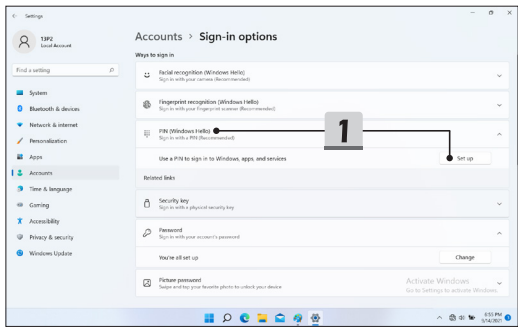 Settings
13P2
Local Account
Find a setting
System
Bluetooth & devices
Network & internet
Personalization
Apps
Accounts
Time & language
Gaming
Accessibility
Privacy & security
Windows Update
Accounts > Sign-in options
Ways to sign in
Facial recognition (Windows Hello)
Sign in with your camera (Recommended)
Fingerprint recognition (Windows Hello)
Sign in with your fingerprint scanner (Recommended)
PIN (Windows Hello)
Sign in with a PIN (Recommended)
1
Use a PIN to sign in to Windows, apps, and services
Set up
Related links
Security key
Sign in with a physical security key
Password
Sign in with your account's password
You're all set up
Change
Picture password
Swipe and tap your favorite photo to unlock your device
Activate Windows
Go to Settings to activate Windows.
6:55 PM
5/14/2021